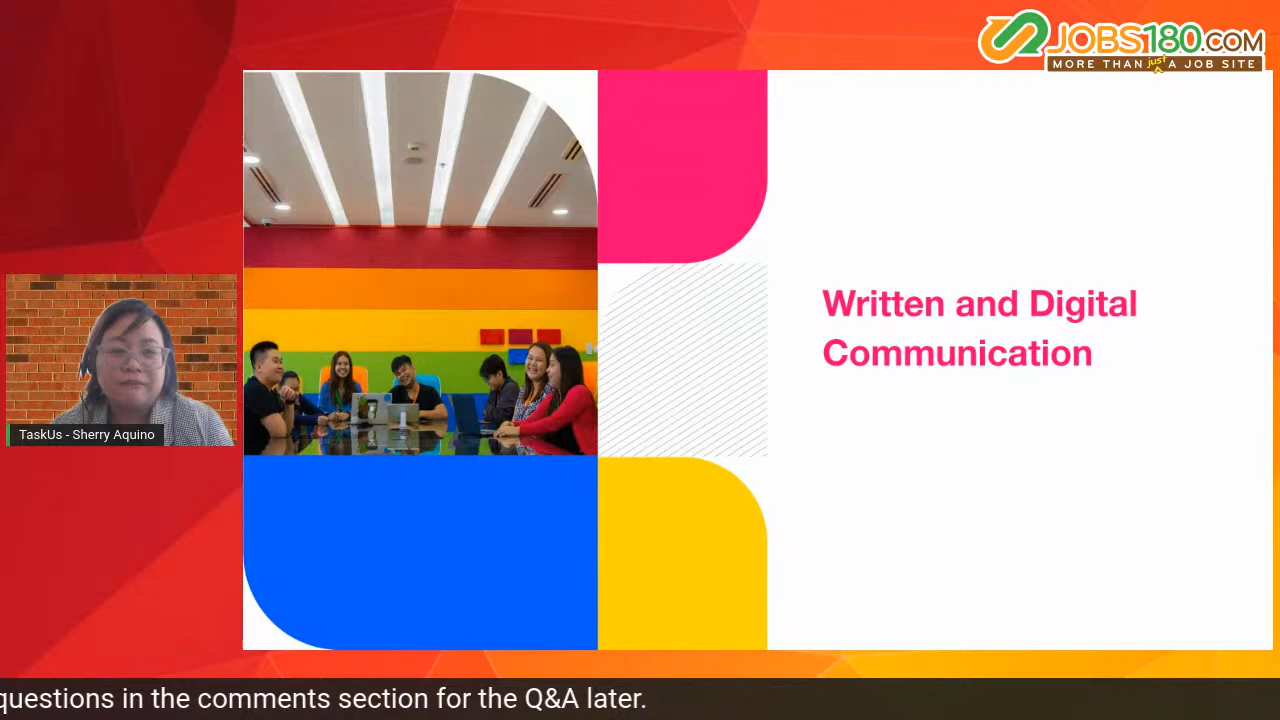 JOBS180.COM
MORE THAN just A JOB SITE
Written and Digital
Communication
TaskUs - Sherry Aquino
questions in the comments section for the Q&A later.